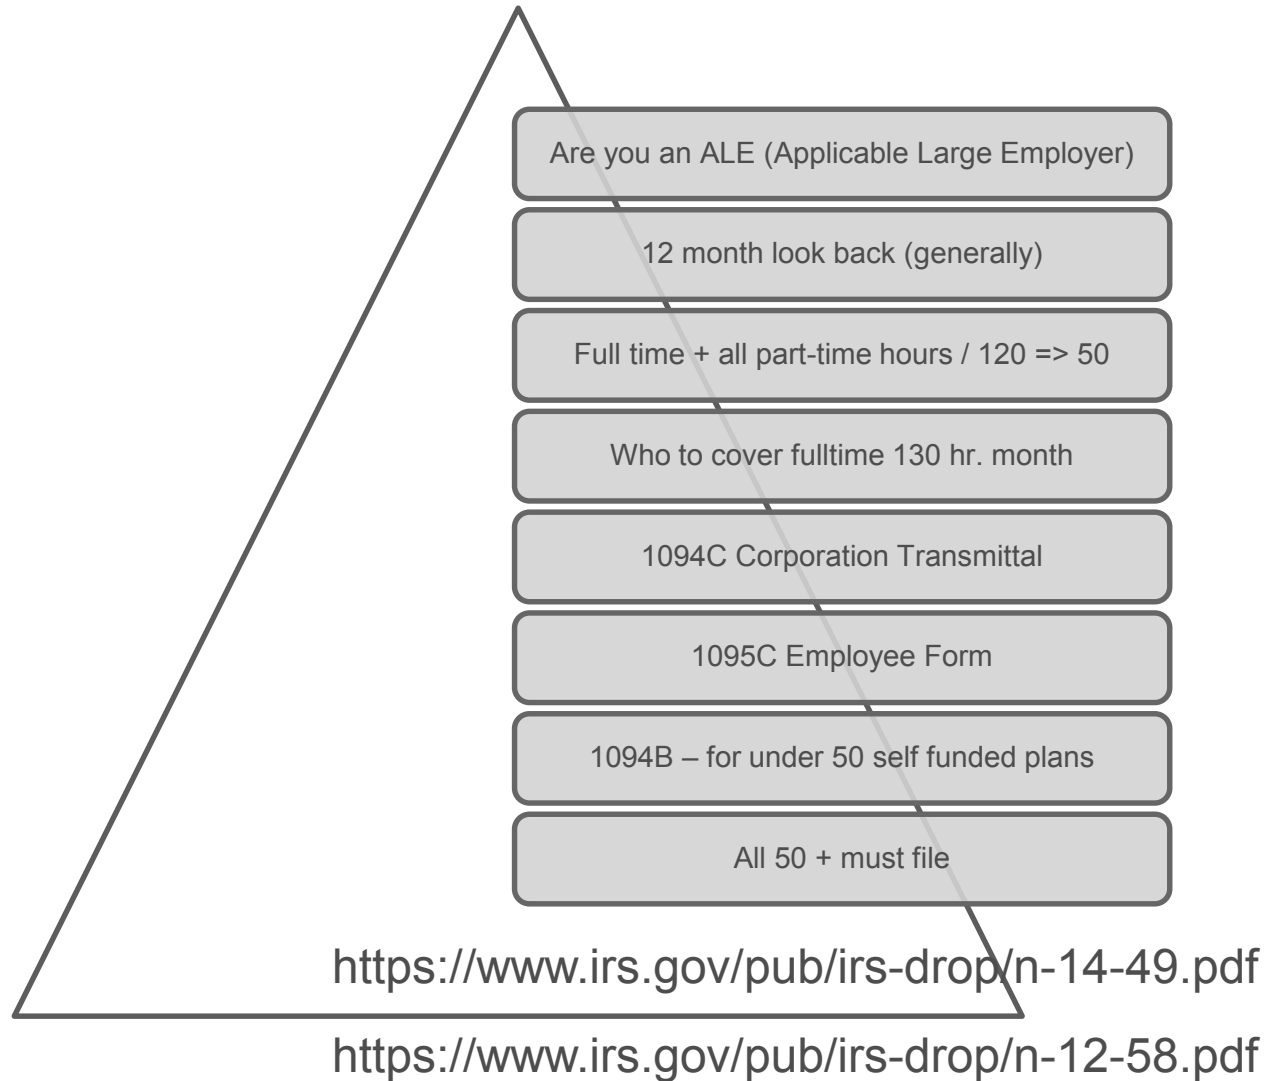 Are you an ALE (Applicable Large Employer)
12 month look back (generally)
Full time + all part-time hours / 120 => 50
Who to cover fulltime 130 hr. month
1094C Corporation Transmittal
1095C Employee Form
1094B – for under 50 self funded plans
All 50 + must file
https://www.irs.gov/pub/irs-drop/n-14-49.pdf
https://www.irs.gov/pub/irs-drop/n-12-58.pdf